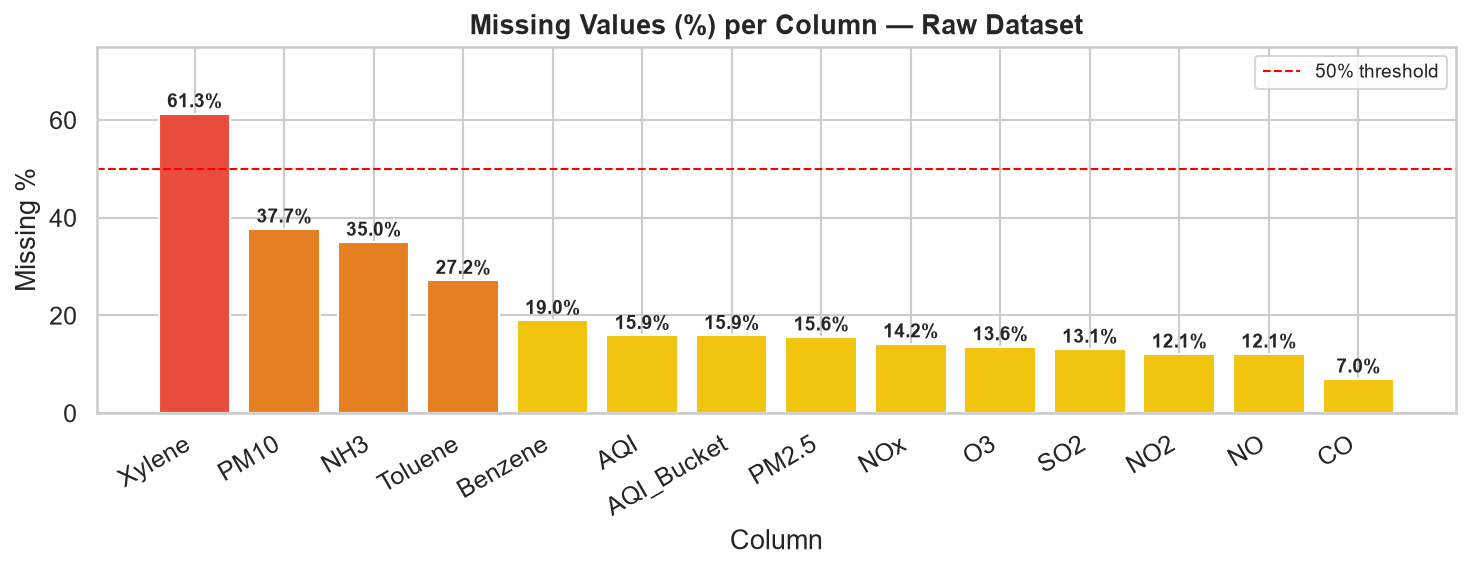 Missing Values (%) per Column — Raw Dataset
50% threshold
Missing %
60
40
20
0
61.3%
37.7%
35.0%
27.2%
19.0%
15.9%
15.9%
15.6%
14.2%
13.6%
13.1%
12.1%
12.1%
7.0%
Xylene
PM10
NH3
Toluene
Benzene
AQI
AQI_Bucket
PM2.5
NOx
O3
SO2
NO2
NO
CO
Column